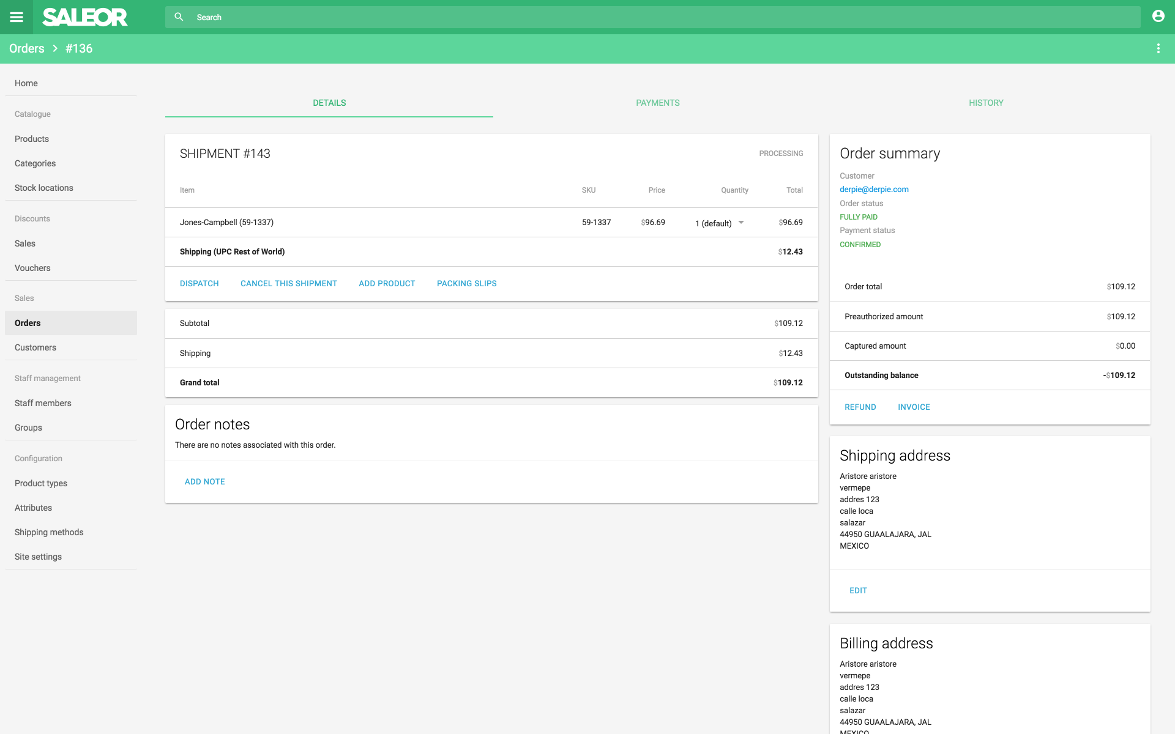 SALEOR
Search
Orders > #136
Home
Catalogue
Products
Categories
Stock locations
Discounts
Sales
Vouchers
Sales
Orders
Customers
Staff management
Staff members
Groups
Configuration
Product types
Attributes
Shipping methods
Site settings
DETAILS PAYMENTS HISTORY
SHIPMENT #143 PROCESSING
Item SKU Price Quantity Total
Jones-Campbell (59-1337) 59-1337 $96.69 1 (default) $96.69
Shipping (UPC Rest of World) $12.43
DISPATCH CANCEL THIS SHIPMENT ADD PRODUCT PACKING SLIPS
Subtotal $109.12
Shipping $12.43
Grand total $109.12
Order notes
There are no notes associated with this order.
ADD NOTE
Order summary
Customer
derpie@derpie.com
Order status
FULLY PAID
Payment status
CONFIRMED
Order total $109.12
Preauthorized amount $109.12
Captured amount $0.00
Outstanding balance -$109.12
REFUND INVOICE
Shipping address
Aristore aristore
vermepe
addres 123
calle loca
salazar
44950 GUAALAJARA, JAL
MEXICO
EDIT
Billing address
Aristore aristore
vermepe
addres 123
calle loca
salazar
44950 GUAALAJARA, JAL
MEXICO